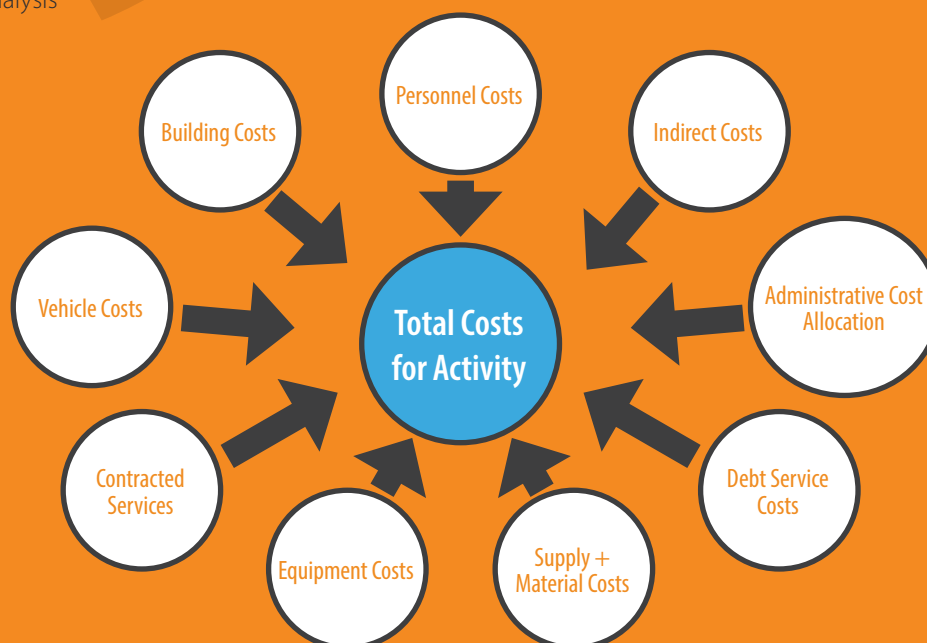 Personnel Costs
Building Costs
Indirect Costs
Vehicle Costs
Total Costs
for Activity
Administrative Cost
Allocation
Contracted
Services
Debt Service
Costs
Equipment Costs
Supply +
Material Costs